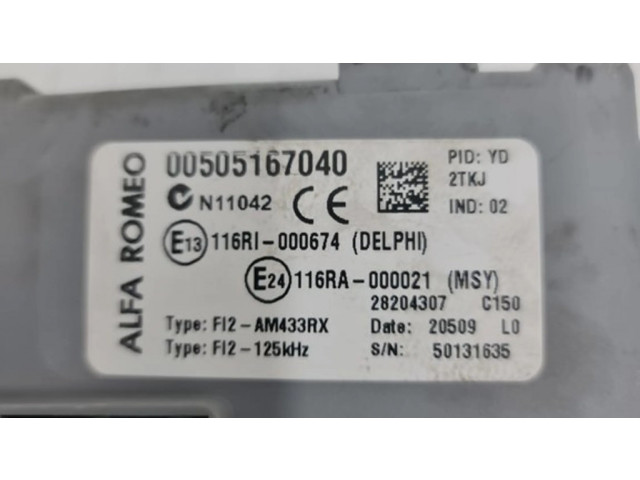 ALFA ROMEO
00505167040
PID: YD
2TKJ
N11042 CE
IND: 02
E13 116RI-000674 (DELPHI)
E24 116RA-000021 (MSY)
28204307 C150
Type: FI2-AM433RX
Date: 20509 L0
Type: FI2-125kHz
S/N: 50131635